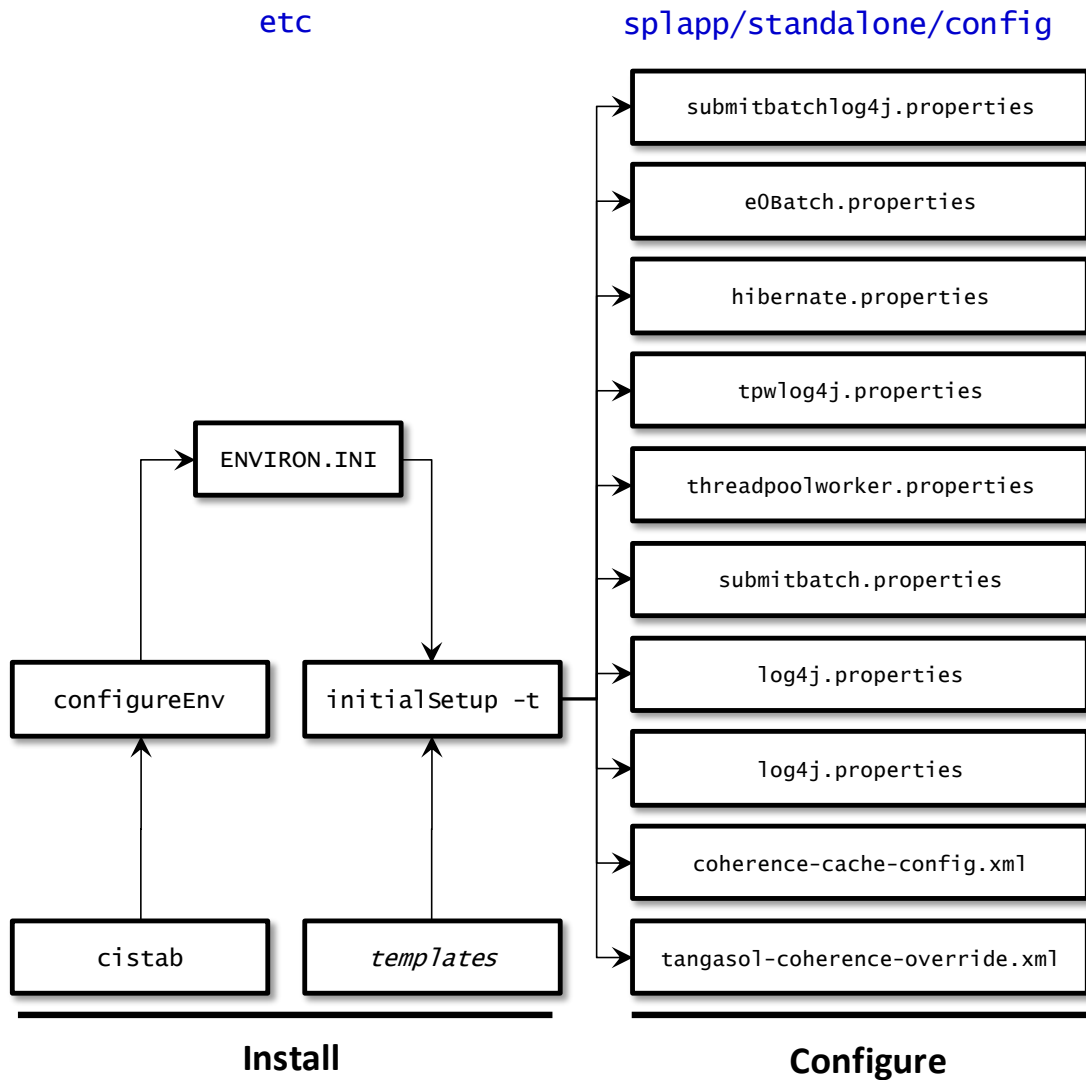 etc
splapp/standalone/config
submitbatchlog4j.properties
e0Batch.properties
hibernate.properties
tpwlog4j.properties
ENVIRON.INI
threadpoolworker.properties
submitbatch.properties
configureEnv
initialSetup -t
log4j.properties
log4j.properties
coherence-cache-config.xml
cistab
templates
tangasol-coherence-override.xml
Install
Configure